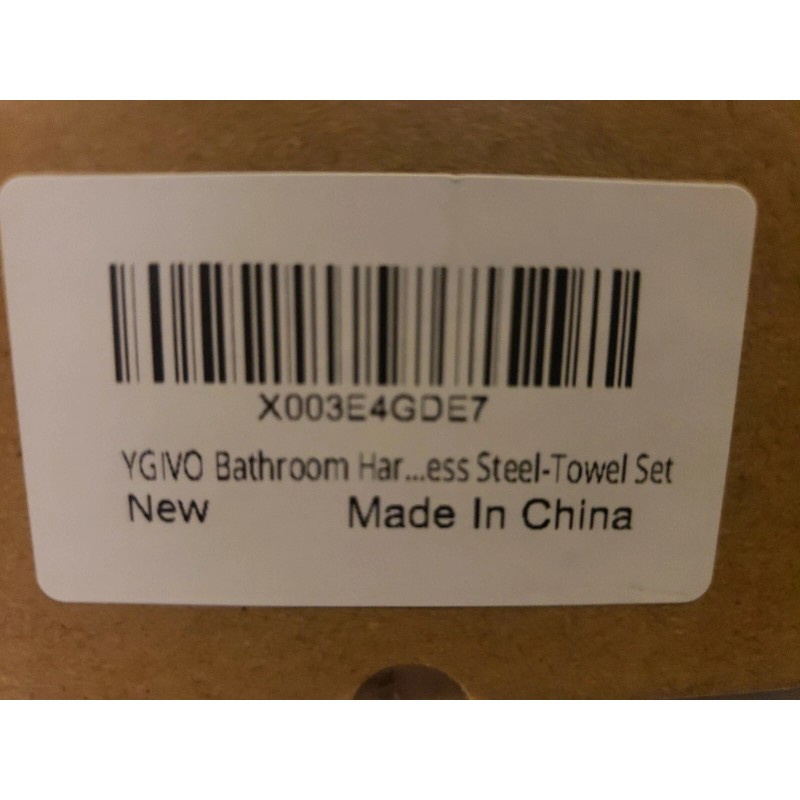 X003E4GDE7
YGIVO Bathroom Har...ess Steel-Towel Set
New Made In China